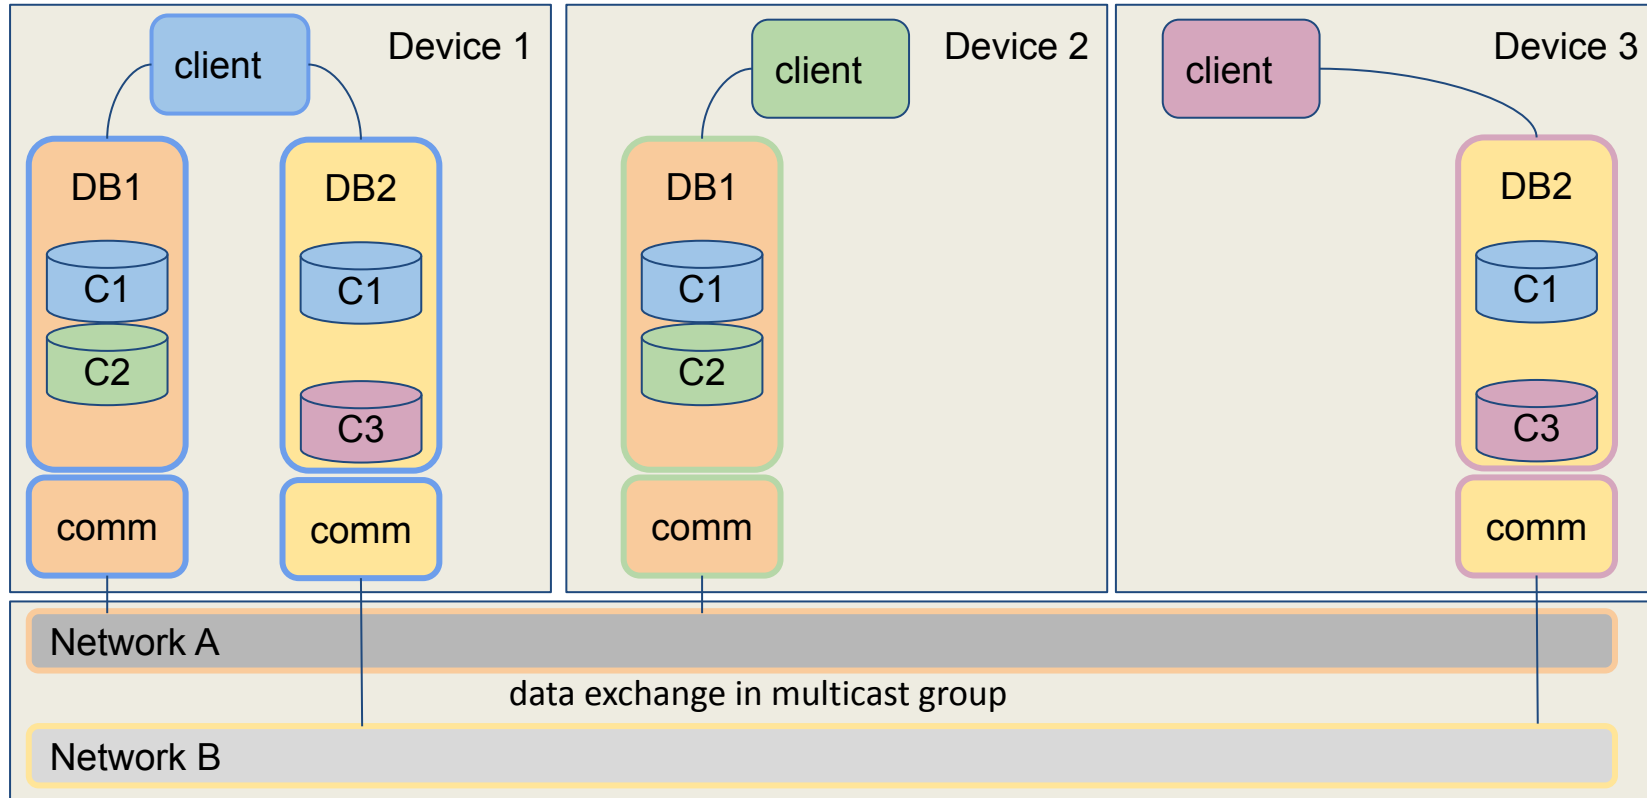 Device 1
client
DB1
C1
C2
comm
DB2
C1
C3
comm
Device 2
client
DB1
C1
C2
comm
Device 3
client
DB2
C1
C3
comm
Network A
data exchange in multicast group
Network B